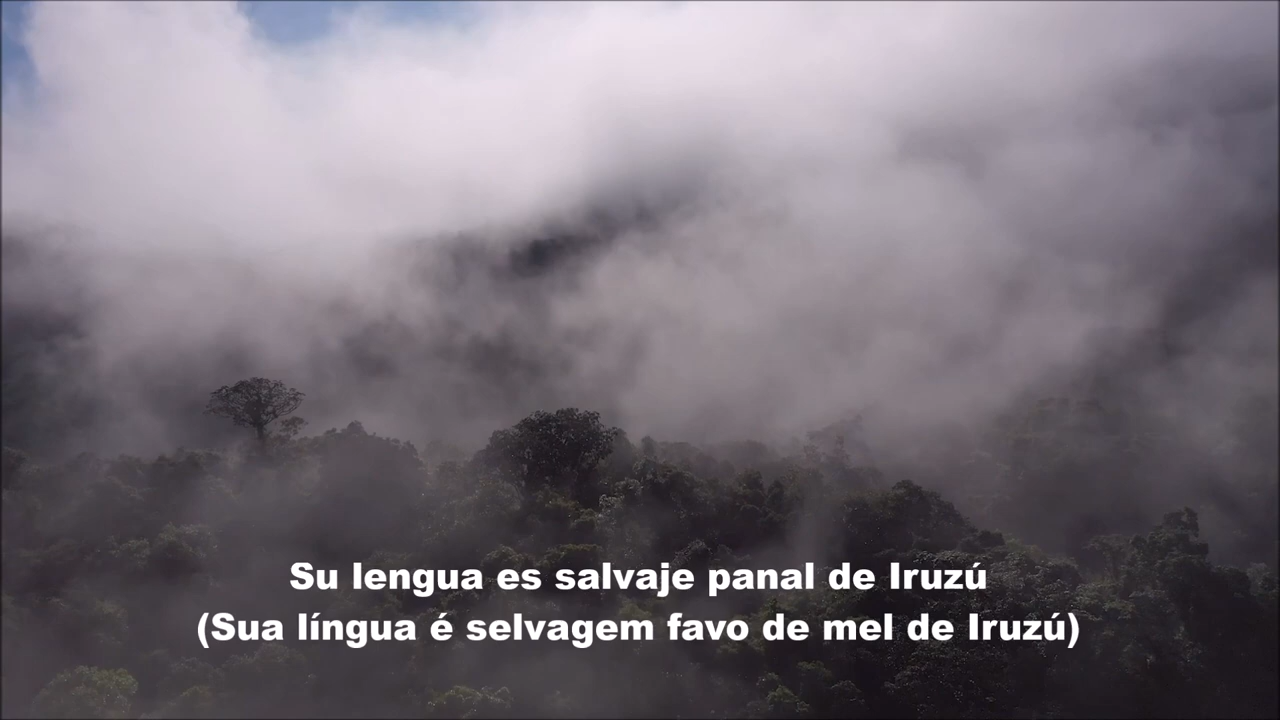 Su lengua es salvaje panal de Iruzú
(Sua língua é selvagem favo de mel de Iruzú)